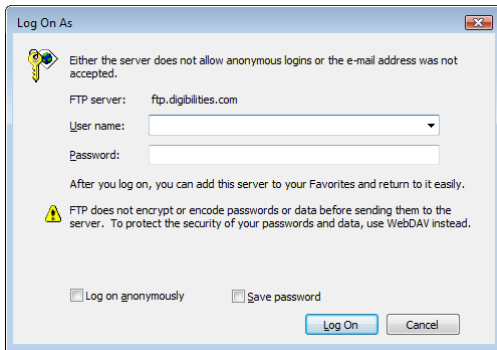 Log On As
Either the server does not allow anonymous logins or the e-mail address was not
accepted.
FTP server: ftp.digibilities.com
User name:
Password:
After you log on, you can add this server to your Favorites and return to it easily.
FTP does not encrypt or encode passwords or data before sending them to the
server. To protect the security of your passwords and data, use WebDAV instead.
Log on anonymously Save password
Log On Cancel